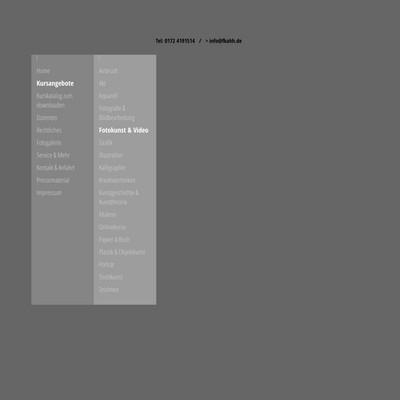 Tel: 0172 4191514 / > info@fkahh.de
Home
Kursangebote
Kurskatalog zum
downloaden
Dozenten
Rechtliches
Fotogalerie
Service & Mehr
Kontakt & Anfahrt
Pressematerial
Impressum
Airbrush
Akt
Aquarell
Fotografie &
Bildbearbeitung
Fotokunst & Video
Grafik
Illustration
Kalligraphie
Kreativtechniken
Kunstgeschichte &
Kunsttheorie
Malerei
Onlinekurse
Papier & Buch
Plastik & Objektkunst
Porträt
Textilkunst
Zeichnen